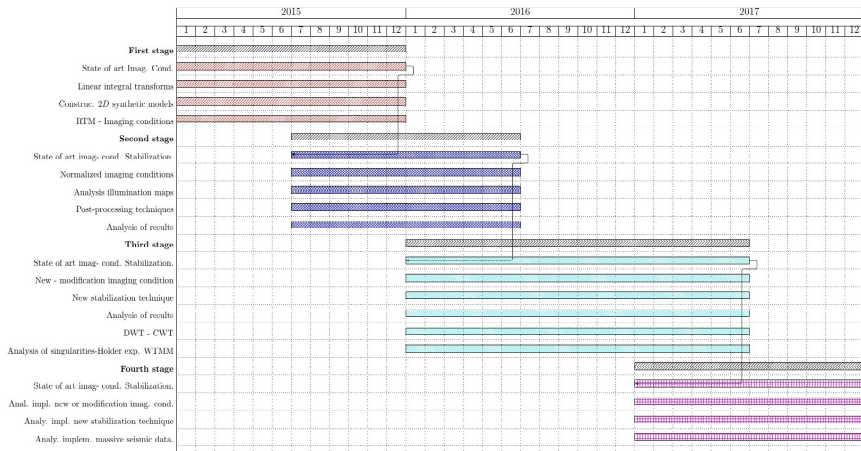 2015 2016 2017
1 2 3 4 5 6 7 8 9 10 11 12 1 2 3 4 5 6 7 8 9 10 11 12 1 2 3 4 5 6 7 8 9 10 11 12
First stage
State of art Imag. Cond.
Linear integral transforms
Construc. 2D synthetic models
RTM - Imaging conditions
Second stage
State of art imag- cond. Stabilization.
Normalized imaging conditions
Analysis illumination maps
Post-processing techniques
Analysis of results
Third stage
State of art imag- cond. Stabilization.
New - modification imaging condition
New stabilization technique
Analysis of results
DWT - CWT
Analysis of singularities-Holder exp. WTMM
Fourth stage
State of art imag- cond. Stabilization.
Anal. impl. new or modification imag. cond.
Analy. impl. new stabilization technique
Analy. implem. massive seismic data.